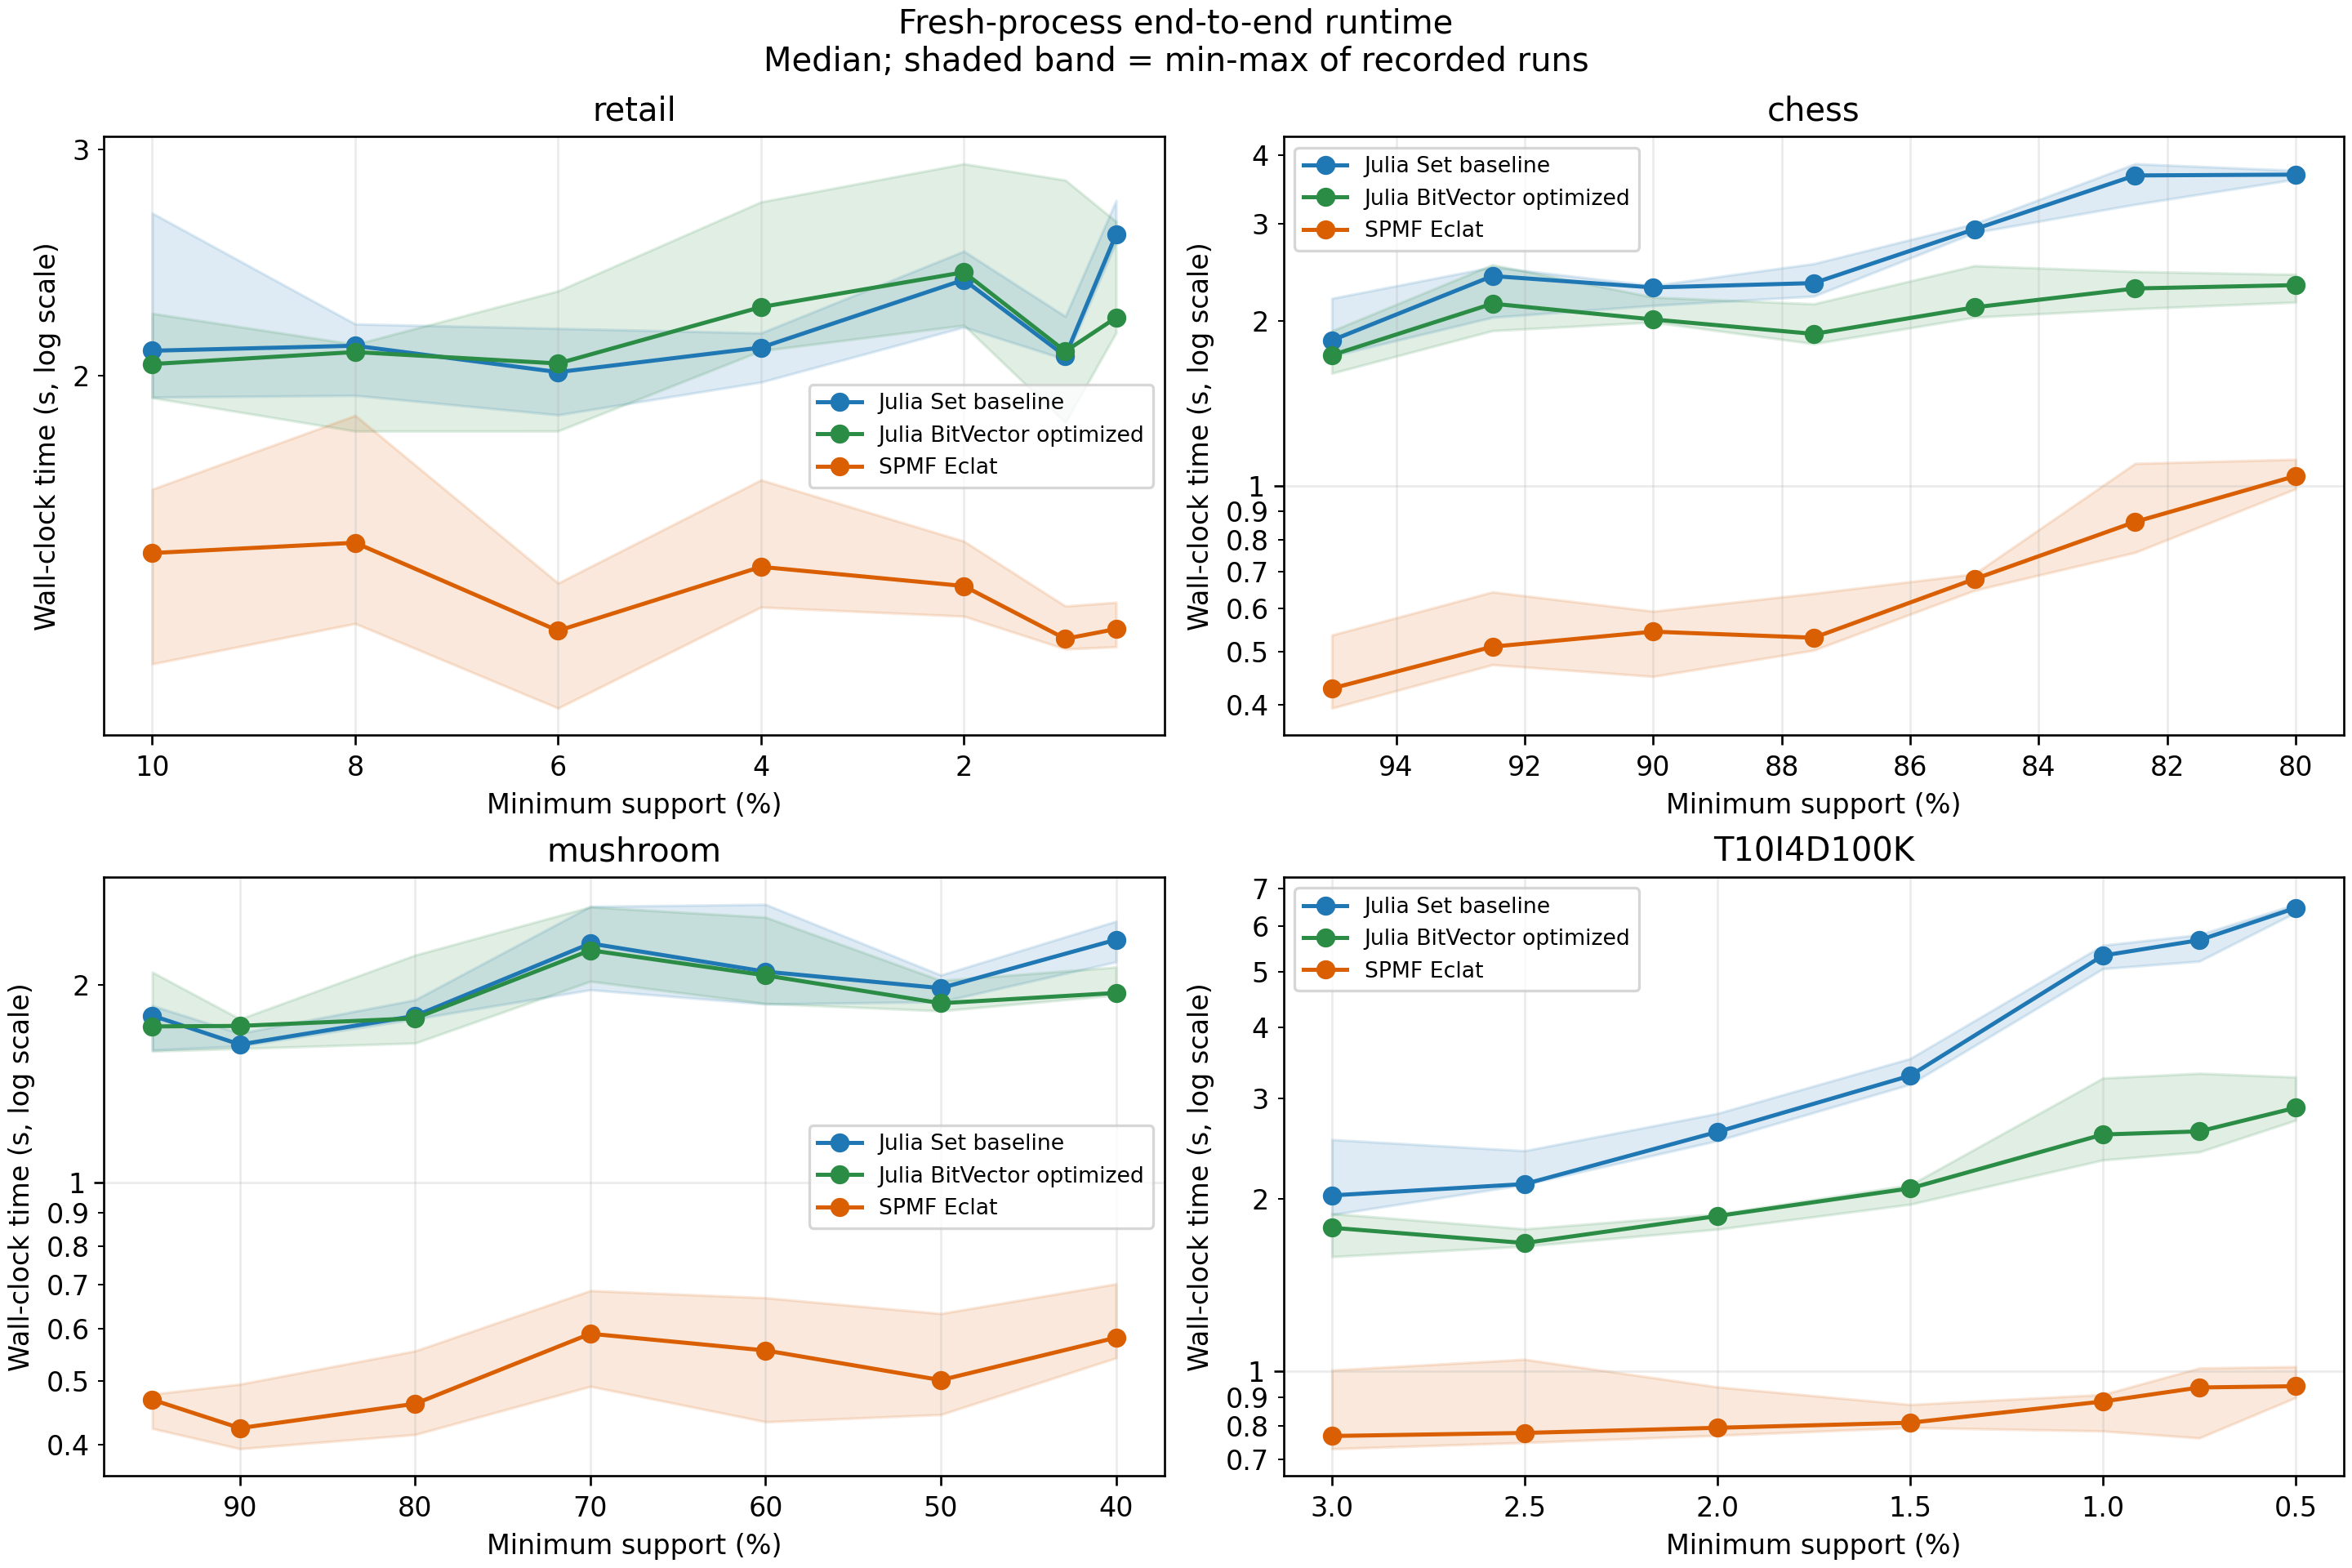 Fresh-process end-to-end runtime
Median; shaded band = min-max of recorded runs
retail
3
2
Wall-clock time (s, log scale)
Julia Set baseline
Julia BitVector optimized
SPMF Eclat
10 8 6 4 2
Minimum support (%)
chess
4
3
2
1
0.9
0.8
0.7
0.6
0.5
0.4
Wall-clock time (s, log scale)
Julia Set baseline
Julia BitVector optimized
SPMF Eclat
94 92 90 88 86 84 82 80
Minimum support (%)
mushroom
2
1
0.9
0.8
0.7
0.6
0.5
0.4
Wall-clock time (s, log scale)
Julia Set baseline
Julia BitVector optimized
SPMF Eclat
90 80 70 60 50 40
Minimum support (%)
T10I4D100K
7
6
5
4
3
2
1
0.9
0.8
0.7
Wall-clock time (s, log scale)
Julia Set baseline
Julia BitVector optimized
SPMF Eclat
3.0 2.5 2.0 1.5 1.0 0.5
Minimum support (%)